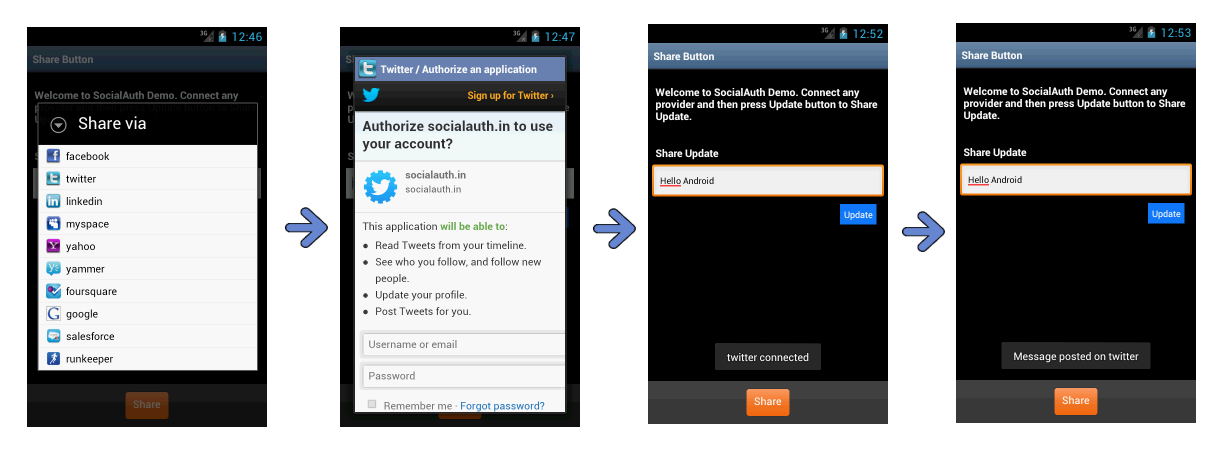 3G 12:46
Share Button
Welcome to SocialAuth Demo. Connect any
Share via
facebook
twitter
linkedin
myspace
yahoo
yammer
foursquare
google
salesforce
runkeeper
Share
3G 12:47
Twitter / Authorize an application
Sign up for Twitter ›
Authorize socialauth.in to use
your account?
socialauth.in
socialauth.in
This application will be able to:
• Read Tweets from your timeline.
• See who you follow, and follow new
people.
• Update your profile.
• Post Tweets for you.
Username or email
Password
Remember me · Forgot password?
3G 12:52
Share Button
Welcome to SocialAuth Demo. Connect any
provider and then press Update button to Share
Update.
Share Update
Hello Android
Update
twitter connected
Share
3G 12:53
Share Button
Welcome to SocialAuth Demo. Connect any
provider and then press Update button to Share
Update.
Share Update
Hello Android
Update
Message posted on twitter
Share